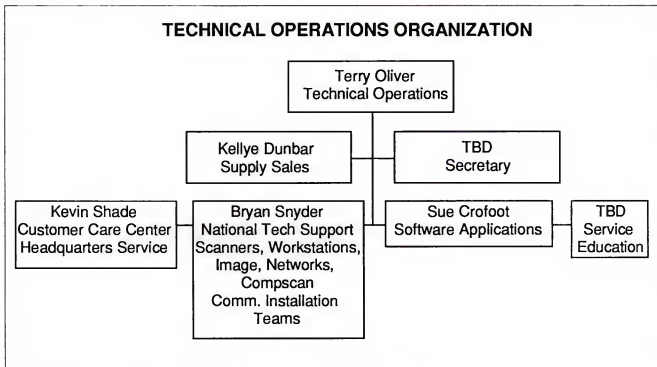 TECHNICAL OPERATIONS ORGANIZATION
Terry Oliver
Technical Operations
Kellye Dunbar
Supply Sales
TBD
Secretary
Kevin Shade
Customer Care Center
Headquarters Service
Bryan Snyder
National Tech Support
Scanners, Workstations,
Image, Networks,
Compscan
Comm. Installation
Teams
Sue Crofoot
Software Applications
TBD
Service
Education